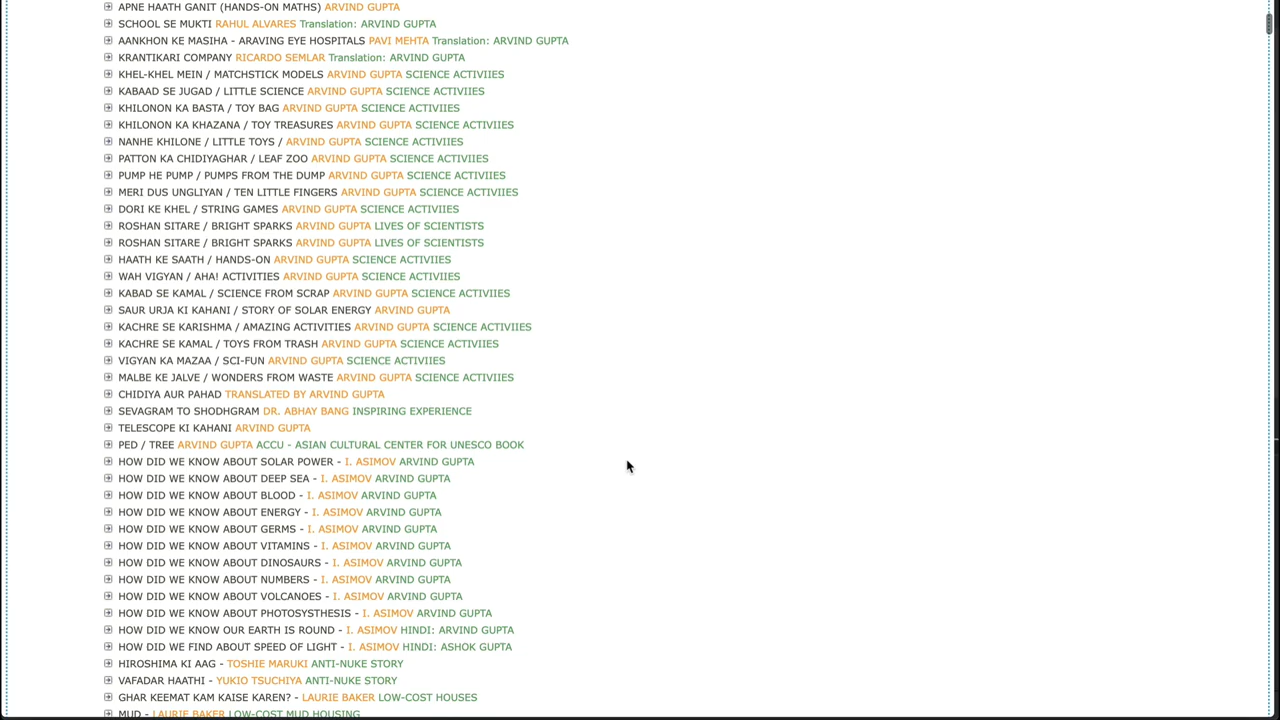 APNE HAATH GANIT (HANDS-ON MATHS) ARVIND GUPTA
SCHOOL SE MUKTI RAHUL ALVARES Translation: ARVIND GUPTA
AANKHON KE MASIHA - ARAVING EYE HOSPITALS PAVI MEHTA Translation: ARVIND GUPTA
KRANTIKARI COMPANY RICARDO SEMLAR Translation: ARVIND GUPTA
KHEL-KHEL MEIN / MATCHSTICK MODELS ARVIND GUPTA SCIENCE ACTIVIIES
KABAAD SE JUGAD / LITTLE SCIENCE ARVIND GUPTA SCIENCE ACTIVIIES
KHILONON KA BASTA / TOY BAG ARVIND GUPTA SCIENCE ACTIVIIES
KHILONON KA KHAZANA / TOY TREASURES ARVIND GUPTA SCIENCE ACTIVIIES
NANHE KHILONE / LITTLE TOYS / ARVIND GUPTA SCIENCE ACTIVIIES
PATTON KA CHIDIYAGHAR / LEAF ZOO ARVIND GUPTA SCIENCE ACTIVIIES
PUMP HE PUMP / PUMPS FROM THE DUMP ARVIND GUPTA SCIENCE ACTIVIIES
MERI DUS UNGLIYAN / TEN LITTLE FINGERS ARVIND GUPTA SCIENCE ACTIVIIES
DORI KE KHEL / STRING GAMES ARVIND GUPTA SCIENCE ACTIVIIES
ROSHAN SITARE / BRIGHT SPARKS ARVIND GUPTA LIVES OF SCIENTISTS
ROSHAN SITARE / BRIGHT SPARKS ARVIND GUPTA LIVES OF SCIENTISTS
HAATH KE SAATH / HANDS-ON ARVIND GUPTA SCIENCE ACTIVIIES
WAH VIGYAN / AHA! ACTIVITIES ARVIND GUPTA SCIENCE ACTIVIIES
KABAD SE KAMAL / SCIENCE FROM SCRAP ARVIND GUPTA SCIENCE ACTIVIIES
SAUR URJA KI KAHANI / STORY OF SOLAR ENERGY ARVIND GUPTA
KACHRE SE KARISHMA / AMAZING ACTIVITIES ARVIND GUPTA SCIENCE ACTIVIIES
KACHRE SE KAMAL / TOYS FROM TRASH ARVIND GUPTA SCIENCE ACTIVIIES
VIGYAN KA MAZAA / SCI-FUN ARVIND GUPTA SCIENCE ACTIVIIES
MALBE KE JALVE / WONDERS FROM WASTE ARVIND GUPTA SCIENCE ACTIVIIES
CHIDIYA AUR PAHAD TRANSLATED BY ARVIND GUPTA
SEVAGRAM TO SHODHGRAM DR. ABHAY BANG INSPIRING EXPERIENCE
TELESCOPE KI KAHANI ARVIND GUPTA
PED / TREE ARVIND GUPTA ACCU - ASIAN CULTURAL CENTER FOR UNESCO BOOK
HOW DID WE KNOW ABOUT SOLAR POWER - I. ASIMOV ARVIND GUPTA
HOW DID WE KNOW ABOUT DEEP SEA - I. ASIMOV ARVIND GUPTA
HOW DID WE KNOW ABOUT BLOOD - I. ASIMOV ARVIND GUPTA
HOW DID WE KNOW ABOUT ENERGY - I. ASIMOV ARVIND GUPTA
HOW DID WE KNOW ABOUT GERMS - I. ASIMOV ARVIND GUPTA
HOW DID WE KNOW ABOUT VITAMINS - I. ASIMOV ARVIND GUPTA
HOW DID WE KNOW ABOUT DINOSAURS - I. ASIMOV ARVIND GUPTA
HOW DID WE KNOW ABOUT NUMBERS - I. ASIMOV ARVIND GUPTA
HOW DID WE KNOW ABOUT VOLCANOES - I. ASIMOV ARVIND GUPTA
HOW DID WE KNOW ABOUT PHOTOSYSTHESIS - I. ASIMOV ARVIND GUPTA
HOW DID WE KNOW OUR EARTH IS ROUND - I. ASIMOV HINDI: ARVIND GUPTA
HOW DID WE FIND ABOUT SPEED OF LIGHT - I. ASIMOV HINDI: ASHOK GUPTA
HIROSHIMA KI AAG - TOSHIE MARUKI ANTI-NUKE STORY
VAFADAR HAATHI - YUKIO TSUCHIYA ANTI-NUKE STORY
GHAR KEEMAT KAM KAISE KAREN? - LAURIE BAKER LOW-COST HOUSES
MUD - LAURIE BAKER LOW-COST MUD HOUSING